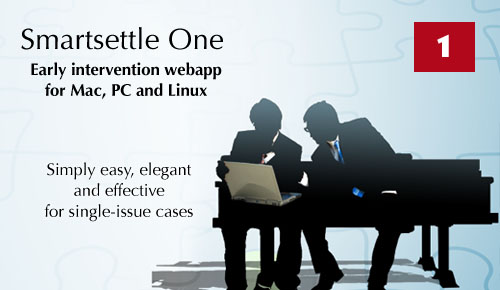 Smartsettle One
1
Early intervention webapp
for Mac, PC and Linux
Simply easy, elegant
and effective
for single-issue cases